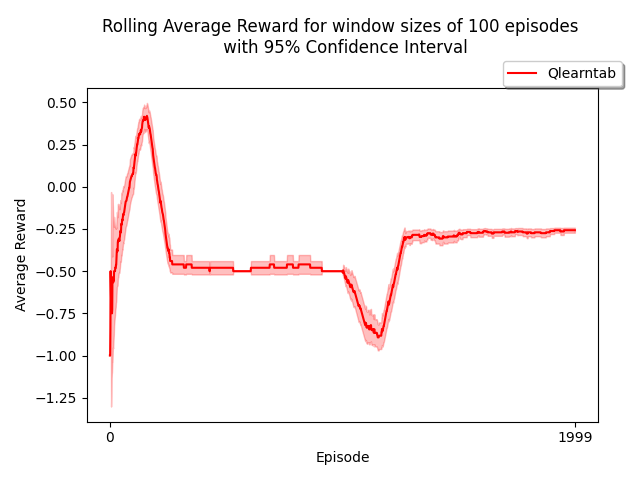 Rolling Average Reward for window sizes of 100 episodes
with 95% Confidence Interval
Qlearntab
0.50
0.25
0.00
−0.25
−0.50
−0.75
−1.00
−1.25
Average Reward
0 1999
Episode